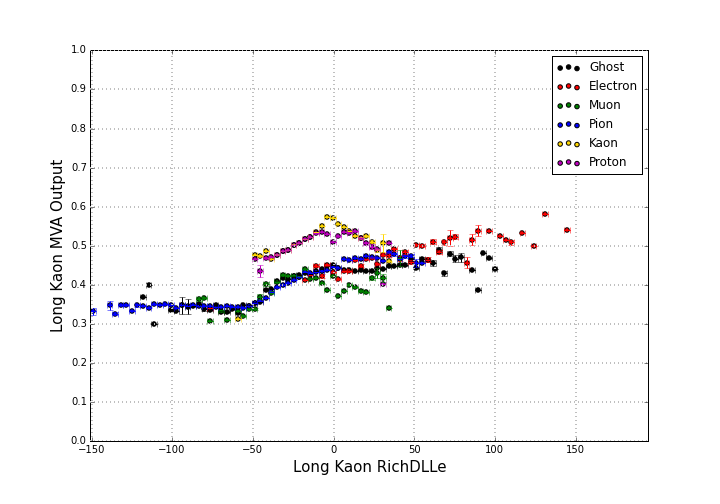 1.0
0.9
0.8
0.7
0.6
0.5
0.4
0.3
0.2
0.1
0.0
Long Kaon MVA Output
Ghost
Electron
Muon
Pion
Kaon
Proton
−150 −100 −50 0 50 100 150
Long Kaon RichDLLe